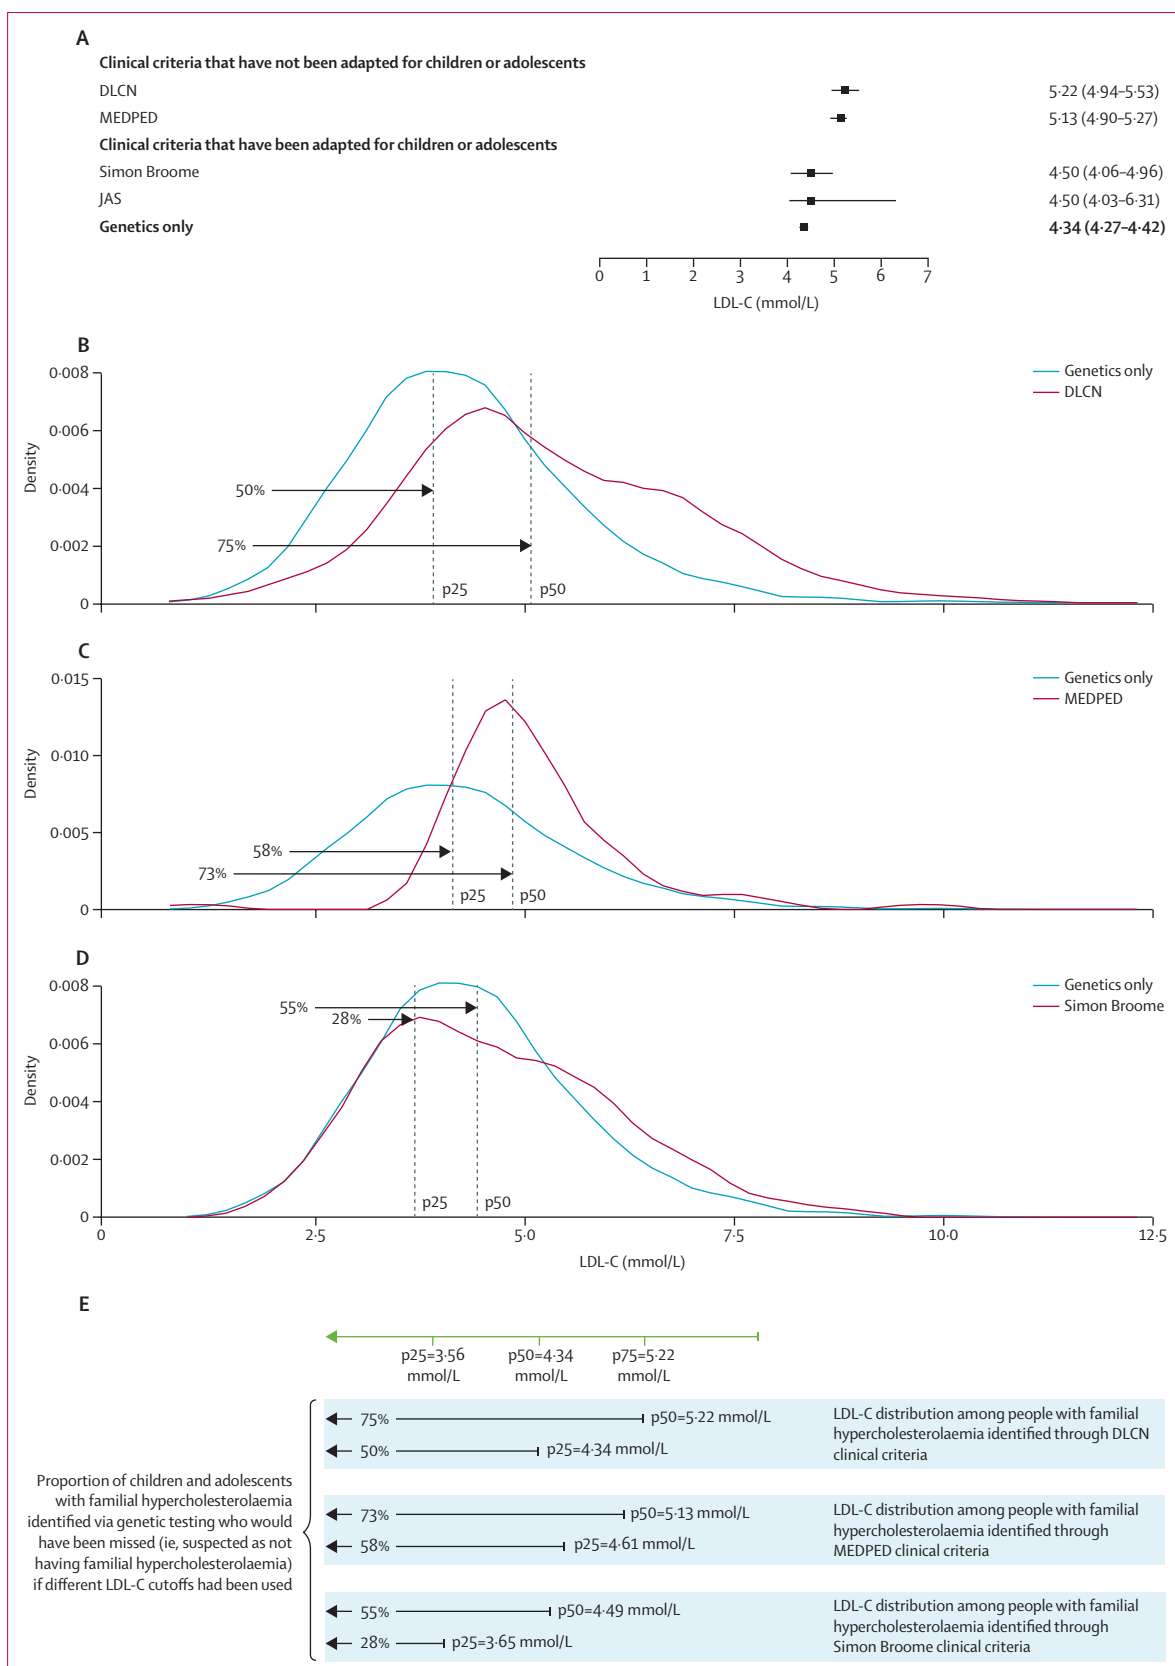 A
Clinical criteria that have not been adapted for children or adolescents
DLCN 5·22 (4·94–5·53)
MEDPED 5·13 (4·90–5·27)
Clinical criteria that have been adapted for children or adolescents
Simon Broome 4·50 (4·06–4·96)
JAS 4·50 (4·03–6·31)
Genetics only 4·34 (4·27–4·42)
0 1 2 3 4 5 6 7
LDL-C (mmol/L)
B
Density
0·008
0·006
0·004
0·002
0
Genetics only
DLCN
50%
75%
p25 p50
C
Density
0·015
0·010
0·005
0
Genetics only
MEDPED
58%
73%
p25 p50
D
Density
0·008
0·006
0·004
0·002
0
Genetics only
Simon Broome
55%
28%
p25 p50
0 2·5 5·0 7·5 10·0 12·5
LDL-C (mmol/L)
E
p25=3·56 p50=4·34 p75=5·22
mmol/L mmol/L mmol/L
Proportion of children and adolescents
with familial hypercholesterolaemia
identified via genetic testing who would
have been missed (ie, suspected as not
having familial hypercholesterolaemia)
if different LDL-C cutoffs had been used
75% p50=5·22 mmol/L
50% p25=4·34 mmol/L
LDL-C distribution among people with familial
hypercholesterolaemia identified through DLCN
clinical criteria
73% p50=5·13 mmol/L
58% p25=4·61 mmol/L
LDL-C distribution among people with familial
hypercholesterolaemia identified through
MEDPED clinical criteria
55% p50=4·49 mmol/L
28% p25=3·65 mmol/L
LDL-C distribution among people with familial
hypercholesterolaemia identified through
Simon Broome clinical criteria